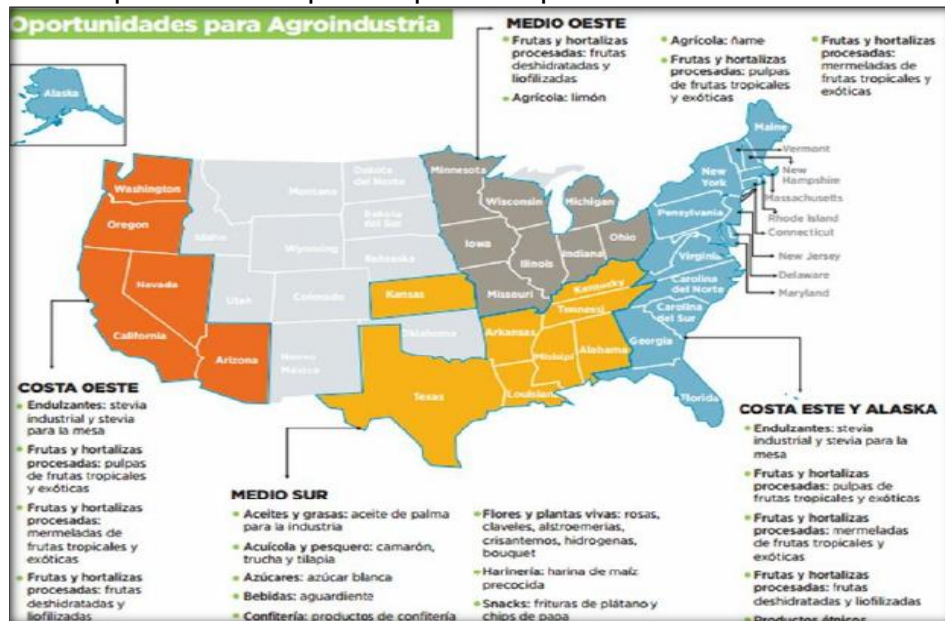 Oportunidades para Agroindustria
MEDIO OESTE
Frutas y hortalizas
procesadas: frutas
deshidratadas y
liofilizadas
Agrícola: limón
Agrícola: ñame
Frutas y hortalizas
procesadas: pulpas
de frutas tropicales
y exóticas
Frutas y hortalizas
procesadas:
mermeladas de
frutas tropicales y
exóticas
Alaska
Washington
Oregon
Nevada
California
Arizona
Idaho
Montana
Wyoming
Utah
Colorado
Nuevo
México
Dakota
del Norte
Dakota
del Sur
Nebraska
Kansas
Oklahoma
Texas
Minnesota
Iowa
Missouri
Wisconsin
Illinois
Michigan
Indiana
Ohio
Kentucky
Tennesi
Arkansas
Misisipi
Alabama
Louisian
Maine
New
York
Pensylvania
Virginia
Carolina
del Norte
Carolina
del Sur
Georgia
Florida
Vermont
New
Hampshire
Massachusetts
Rhode Island
Connecticut
New Jersey
Delaware
Maryland
COSTA OESTE
Endulzantes: stevia
industrial y stevia
para la mesa
Frutas y hortalizas
procesadas: pulpas
de frutas tropicales
y exóticas
Frutas y hortalizas
procesadas:
mermeladas de
frutas tropicales y
exóticas
Frutas y hortalizas
procesadas: frutas
deshidratadas y
liofilizadas
MEDIO SUR
Aceites y grasas: aceite de palma
para la industria
Acuícola y pesquero: camarón,
trucha y tilapia
Azúcares: azúcar blanca
Bebidas: aguardiente
Confitería: productos de confitería
Flores y plantas vivas: rosas,
claveles, alstroemerias,
crisantemos, hidrogenas,
bouquet
Harinería: harina de maíz
precocida
Snacks: frituras de plátano y
chips de papa
COSTA ESTE Y ALASKA
Endulzantes: stevia
industrial y stevia para la
mesa
Frutas y hortalizas
procesadas: pulpas de
frutas tropicales y exóticas
Frutas y hortalizas
procesadas: mermeladas
de frutas tropicales y
exóticas
Frutas y hortalizas
procesadas: frutas
deshidratadas y liofilizadas
Productos étnicos